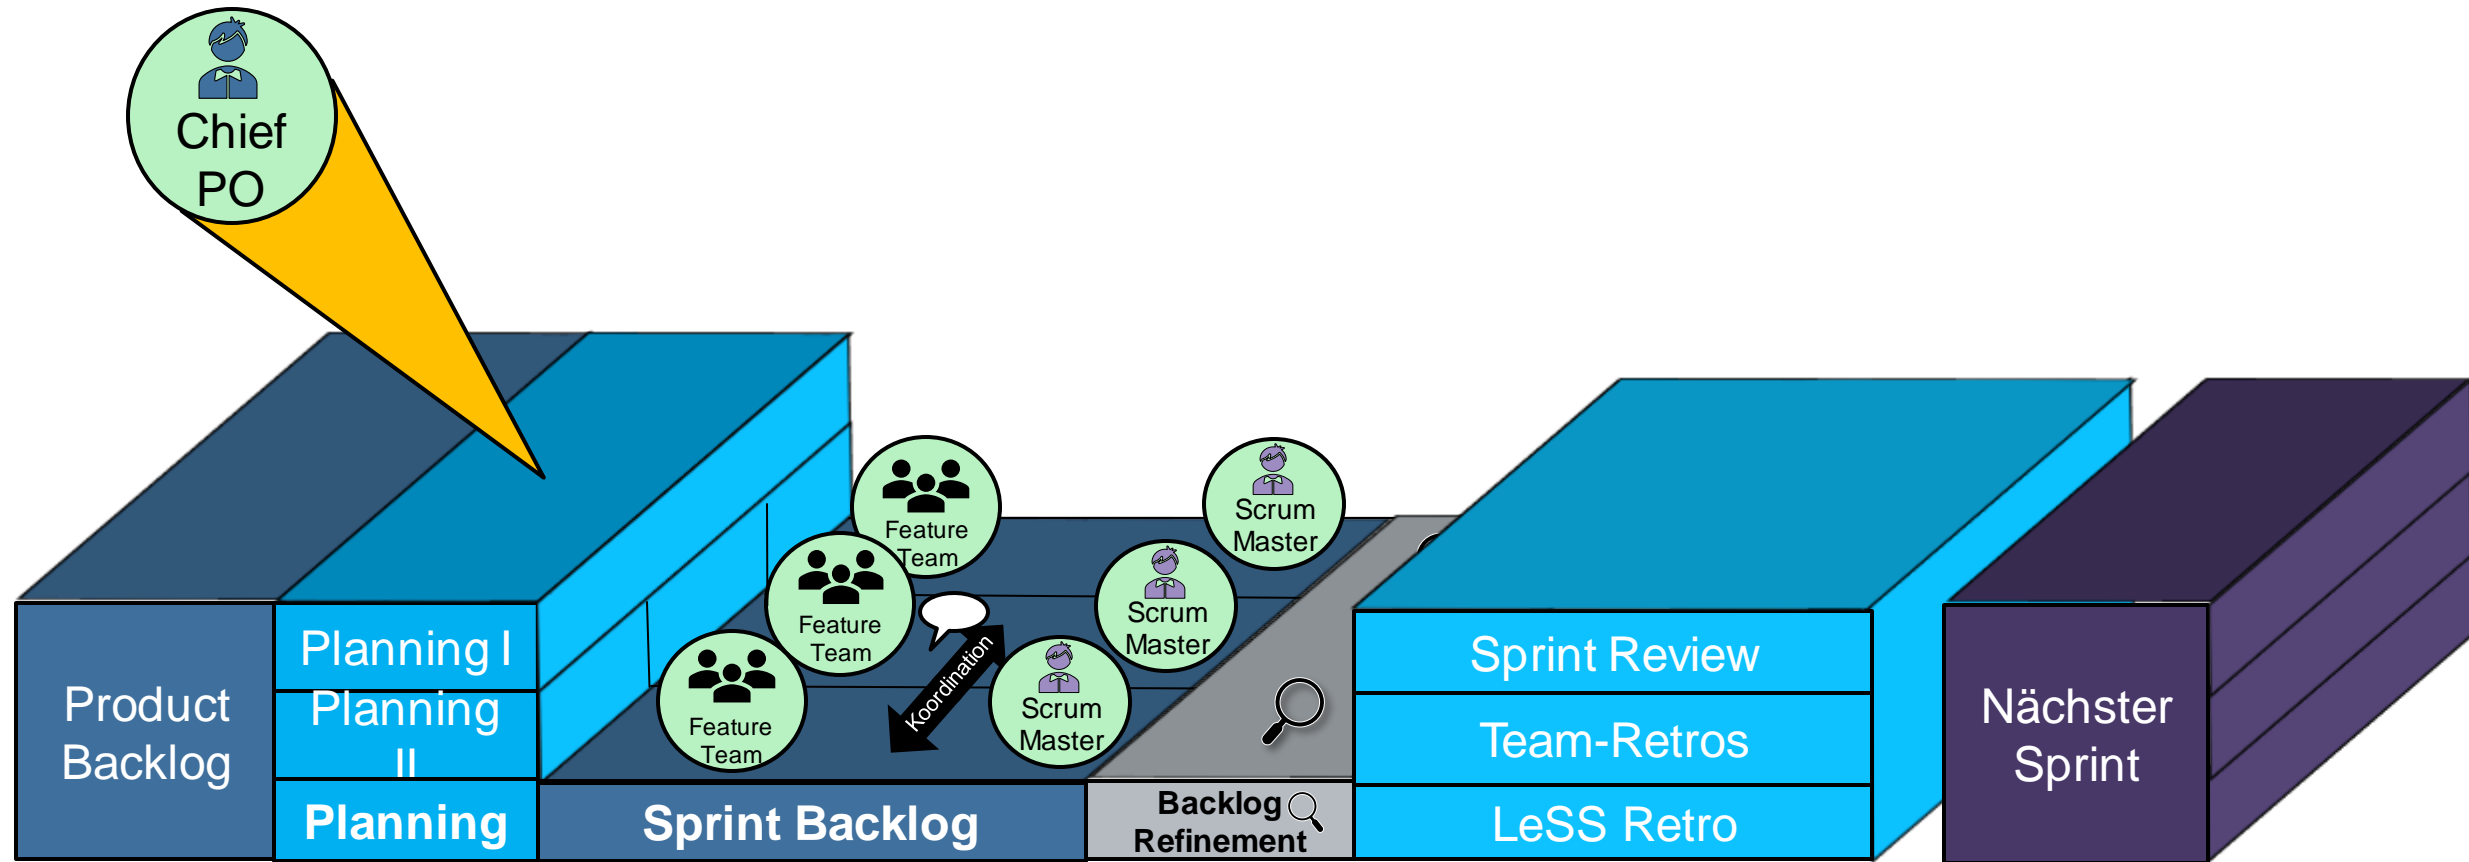 Chief
PO
Feature
Team
Scrum
Master
Feature
Team
Scrum
Master
Feature
Team
Koordination
Scrum
Master
Product
Backlog
Planning I
Planning
II
Planning
Sprint Backlog
Backlog
Refinement
Sprint Review
Team-Retros
LeSS Retro
Nächster
Sprint